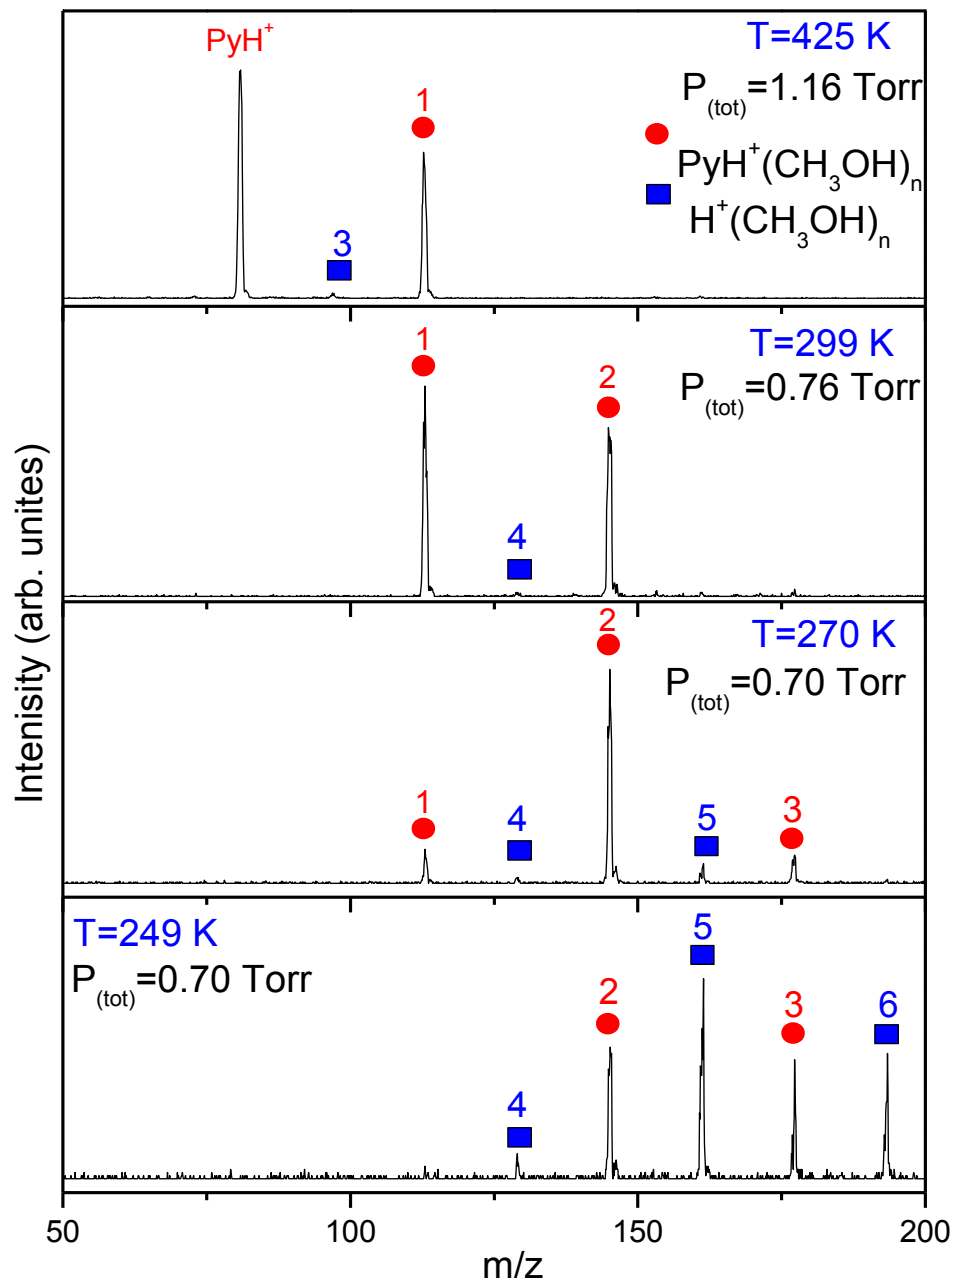 PyH⁺
T=425 K
P₍tot₎=1.16 Torr
1
PyH⁺(CH₃OH)ₙ
3
H⁺(CH₃OH)ₙ
1
T=299 K
2
P₍tot₎=0.76 Torr
4
2
T=270 K
P₍tot₎=0.70 Torr
1
4
5
3
T=249 K
P₍tot₎=0.70 Torr
5
2
3
6
4
Intenisity (arb. unites)
50 100 150 200
m/z